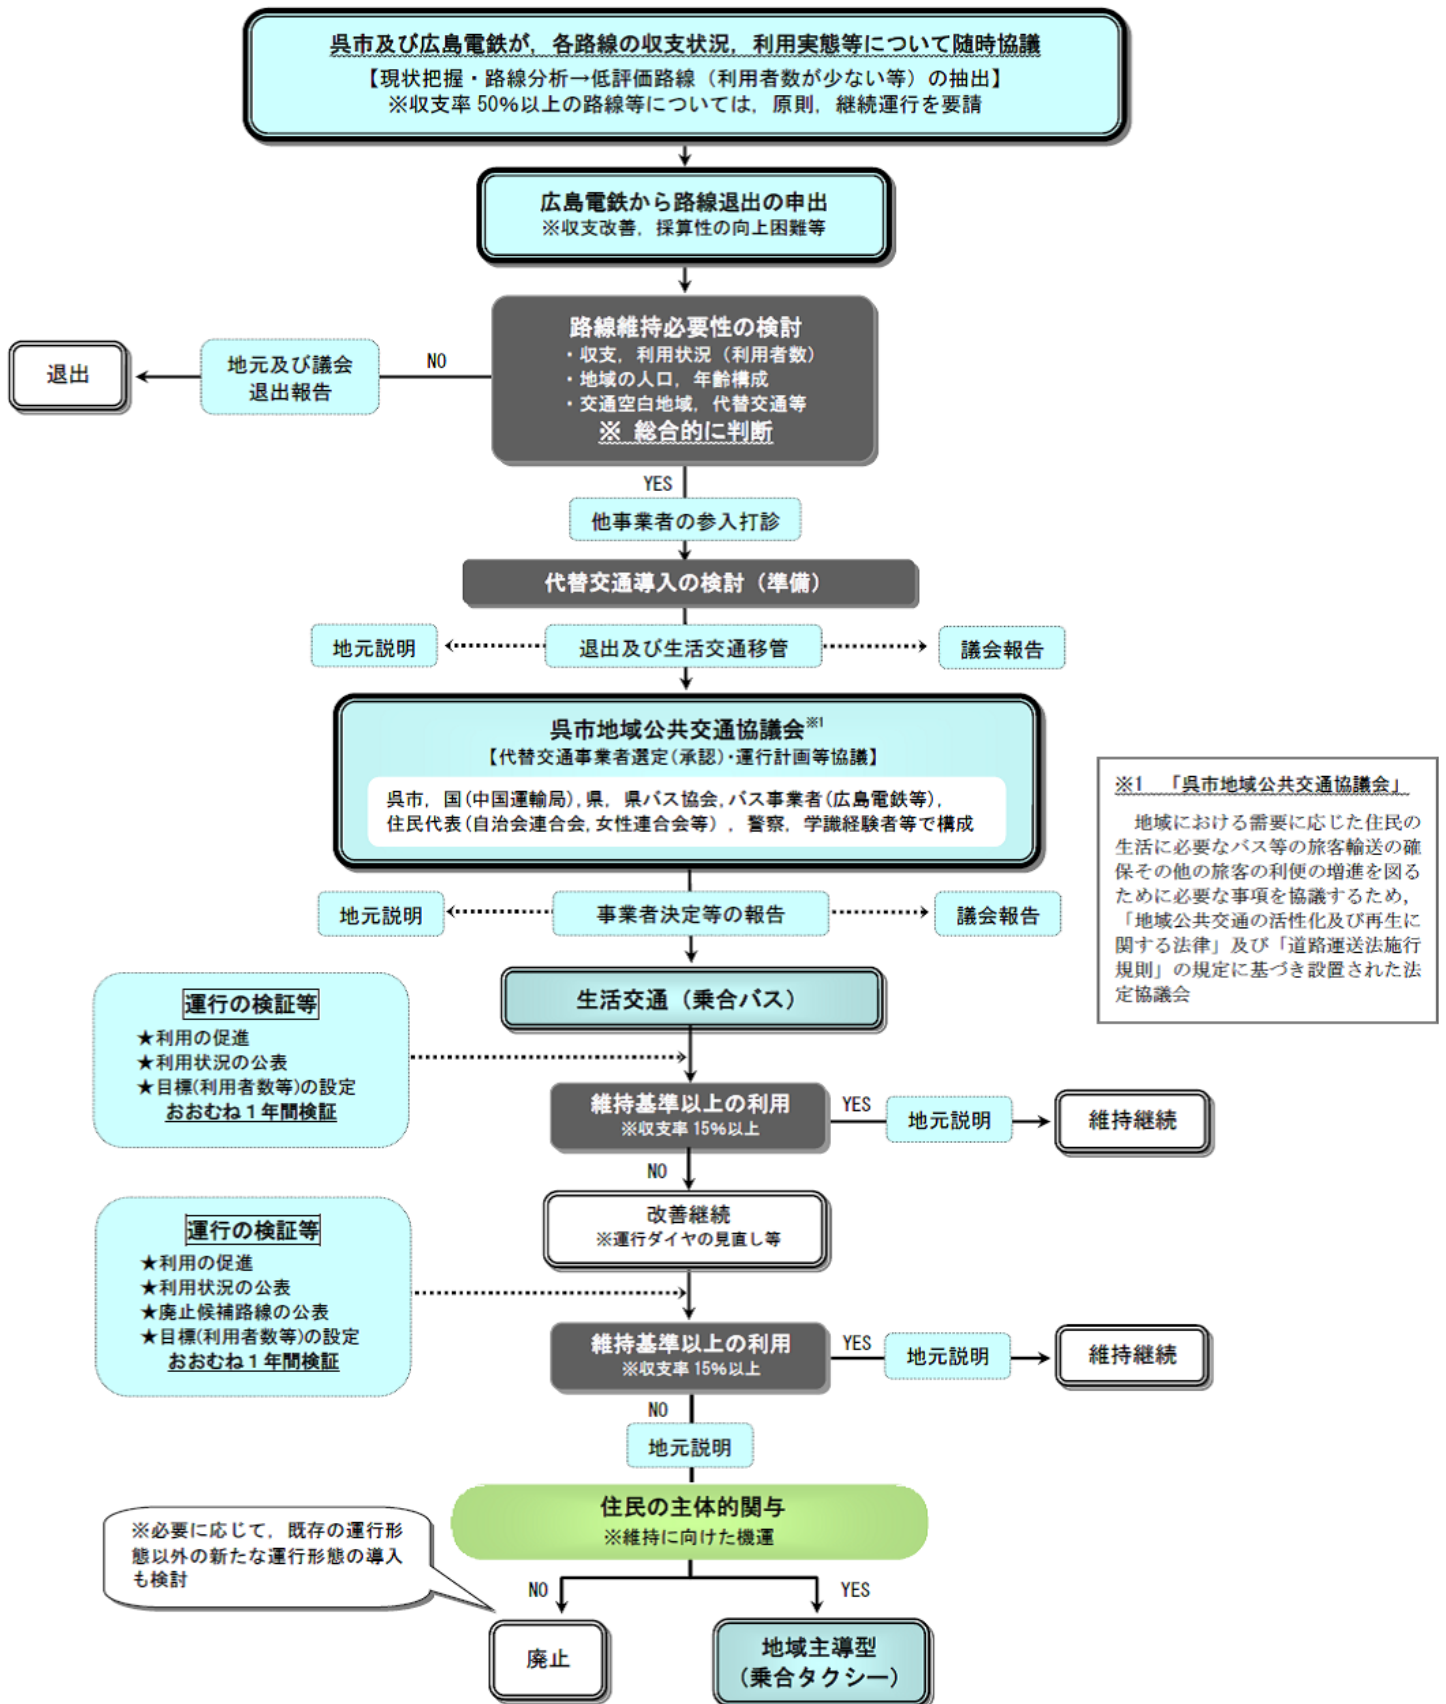 呉市及び広島電鉄が，各路線の収支状況，利用実態等について随時協議
【現状把握・路線分析→低評価路線（利用者数が少ない等）の抽出】
※収支率 50％以上の路線等については，原則，継続運行を要請
広島電鉄から路線退出の申出
※収支改善，採算性の向上困難等
路線維持必要性の検討
・収支，利用状況（利用者数）
・地域の人口，年齢構成
・交通空白地域，代替交通等
※ 総合的に判断
NO
地元及び議会
退出報告
退出
YES
他事業者の参入打診
代替交通導入の検討（準備）
地元説明
退出及び生活交通移管
議会報告
呉市地域公共交通協議会※1
【代替交通事業者選定(承認)・運行計画等協議】
呉市，国(中国運輸局)，県，県バス協会，バス事業者(広島電鉄等)，
住民代表(自治会連合会，女性連合会等)，警察，学識経験者等で構成
※1　「呉市地域公共交通協議会」
地域における需要に応じた住民の
生活に必要なバス等の旅客輸送の確
保その他の旅客の利便の増進を図る
ために必要な事項を協議するため，
「地域公共交通の活性化及び再生に
関する法律」及び「道路運送法施行
規則」の規定に基づき設置された法
定協議会
地元説明
事業者決定等の報告
議会報告
生活交通（乗合バス）
運行の検証等
★利用の促進
★利用状況の公表
★目標(利用者数等)の設定
おおむね１年間検証
維持基準以上の利用
※収支率 15％以上
YES
地元説明
維持継続
NO
改善継続
※運行ダイヤの見直し等
運行の検証等
★利用の促進
★利用状況の公表
★廃止候補路線の公表
★目標(利用者数等)の設定
おおむね１年間検証
維持基準以上の利用
※収支率 15％以上
YES
地元説明
維持継続
NO
地元説明
住民の主体的関与
※維持に向けた機運
※必要に応じて，既存の運行形
態以外の新たな運行形態の導入
も検討
NO
YES
廃止
地域主導型
（乗合タクシー）